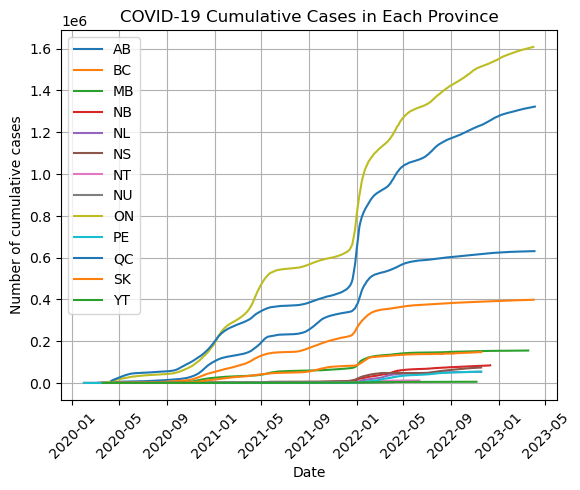 COVID-19 Cumulative Cases in Each Province
1e6
AB
BC
MB
NB
NL
NS
NT
NU
ON
PE
QC
SK
YT
Number of cumulative cases
1.6
1.4
1.2
1.0
0.8
0.6
0.4
0.2
0.0
2020-01
2020-05
2020-09
2021-01
2021-05
2021-09
2022-01
2022-05
2022-09
2023-01
2023-05
Date